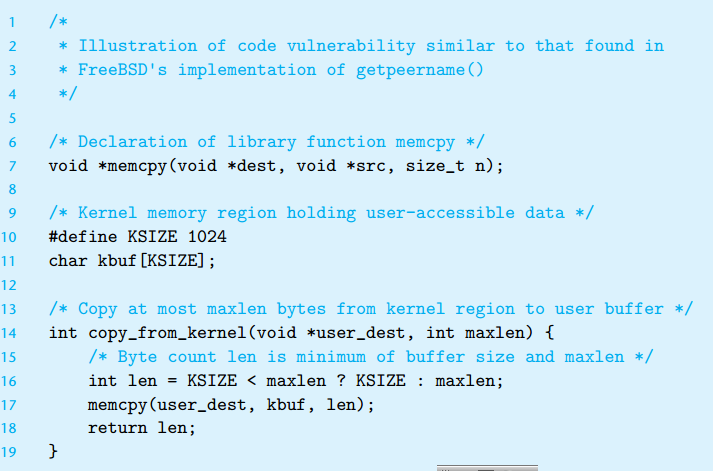 1 /*
2  * Illustration of code vulnerability similar to that found in
3  * FreeBSD's implementation of getpeername()
4  */
5
6 /* Declaration of library function memcpy */
7 void *memcpy(void *dest, void *src, size_t n);
8
9 /* Kernel memory region holding user-accessible data */
10 #define KSIZE 1024
11 char kbuf[KSIZE];
12
13 /* Copy at most maxlen bytes from kernel region to user buffer */
14 int copy_from_kernel(void *user_dest, int maxlen) {
15     /* Byte count len is minimum of buffer size and maxlen */
16     int len = KSIZE < maxlen ? KSIZE : maxlen;
17     memcpy(user_dest, kbuf, len);
18     return len;
19 }